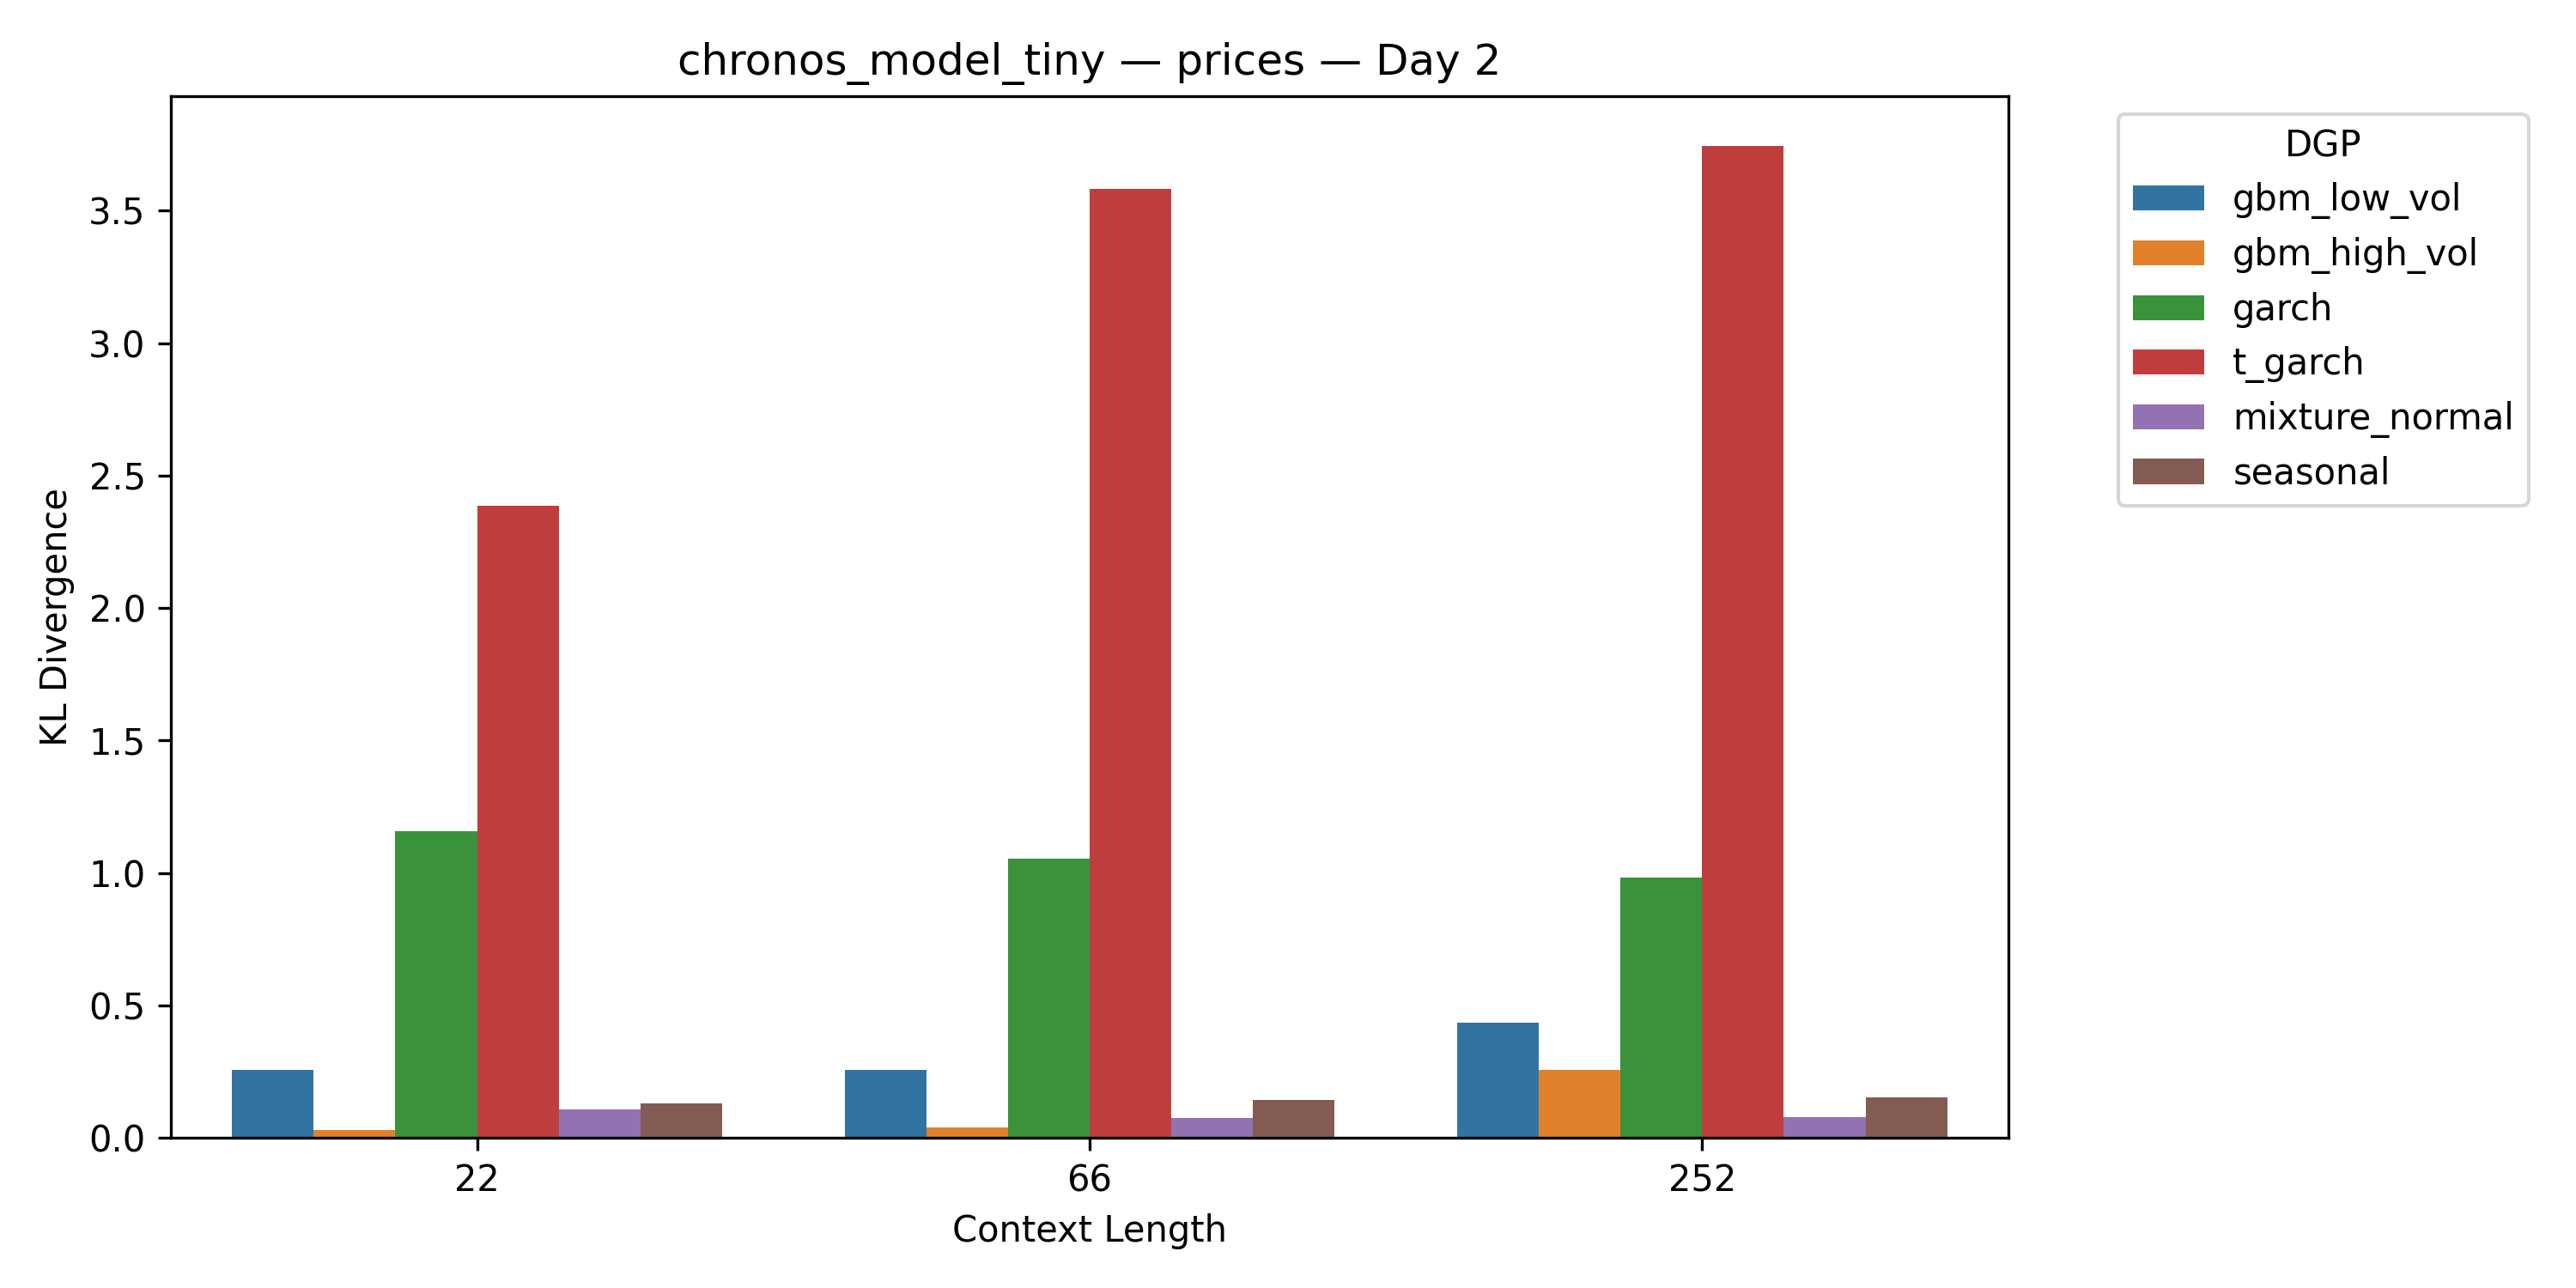 chronos_model_tiny — prices — Day 2
KL Divergence
3.5
3.0
2.5
2.0
1.5
1.0
0.5
0.0
22
66
252
Context Length
DGP
gbm_low_vol
gbm_high_vol
garch
t_garch
mixture_normal
seasonal